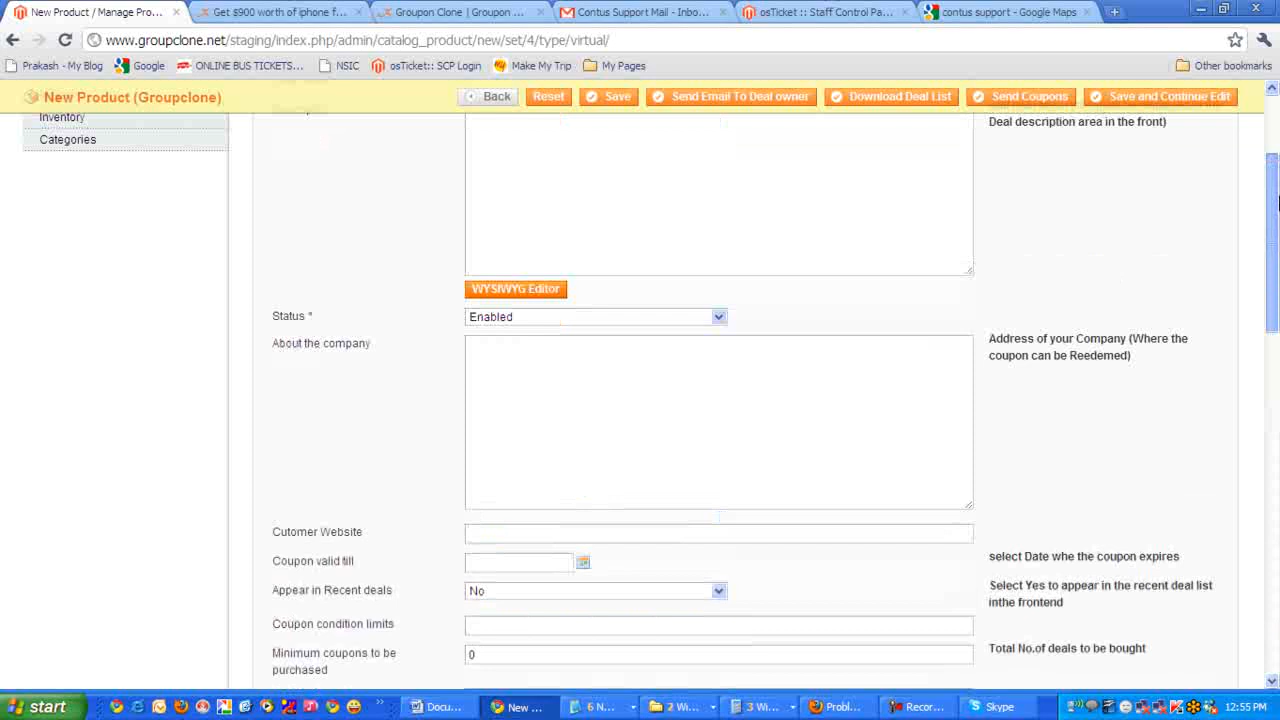 New Product / Manage Pro...
Get $900 worth of iphone f...
Groupon Clone | Groupon ...
Contus Support Mail - Inbo...
osTicket :: Staff Control Pa...
contus support - Google Maps
www.groupclone.net/staging/index.php/admin/catalog_product/new/set/4/type/virtual/
Prakash - My Blog
Google
ONLINE BUS TICKETS...
NSIC
osTicket:: SCP Login
Make My Trip
My Pages
Other bookmarks
New Product (Groupclone)
Back
Reset
Save
Send Email To Deal owner
Download Deal List
Send Coupons
Save and Continue Edit
Inventory
Categories
Deal description area in the front)
WYSIWYG Editor
Status *
Enabled
About the company
Address of your Company (Where the
coupon can be Reedemed)
Cutomer Website
Coupon valid till
select Date whe the coupon expires
Appear in Recent deals
No
Select Yes to appear in the recent deal list
inthe frontend
Coupon condition limits
Minimum coupons to be
purchased
0
Total No.of deals to be bought
start
Docu...
New ...
6 N...
2 Wi...
3 Wi...
Probl...
Recor...
Skype
12:55 PM